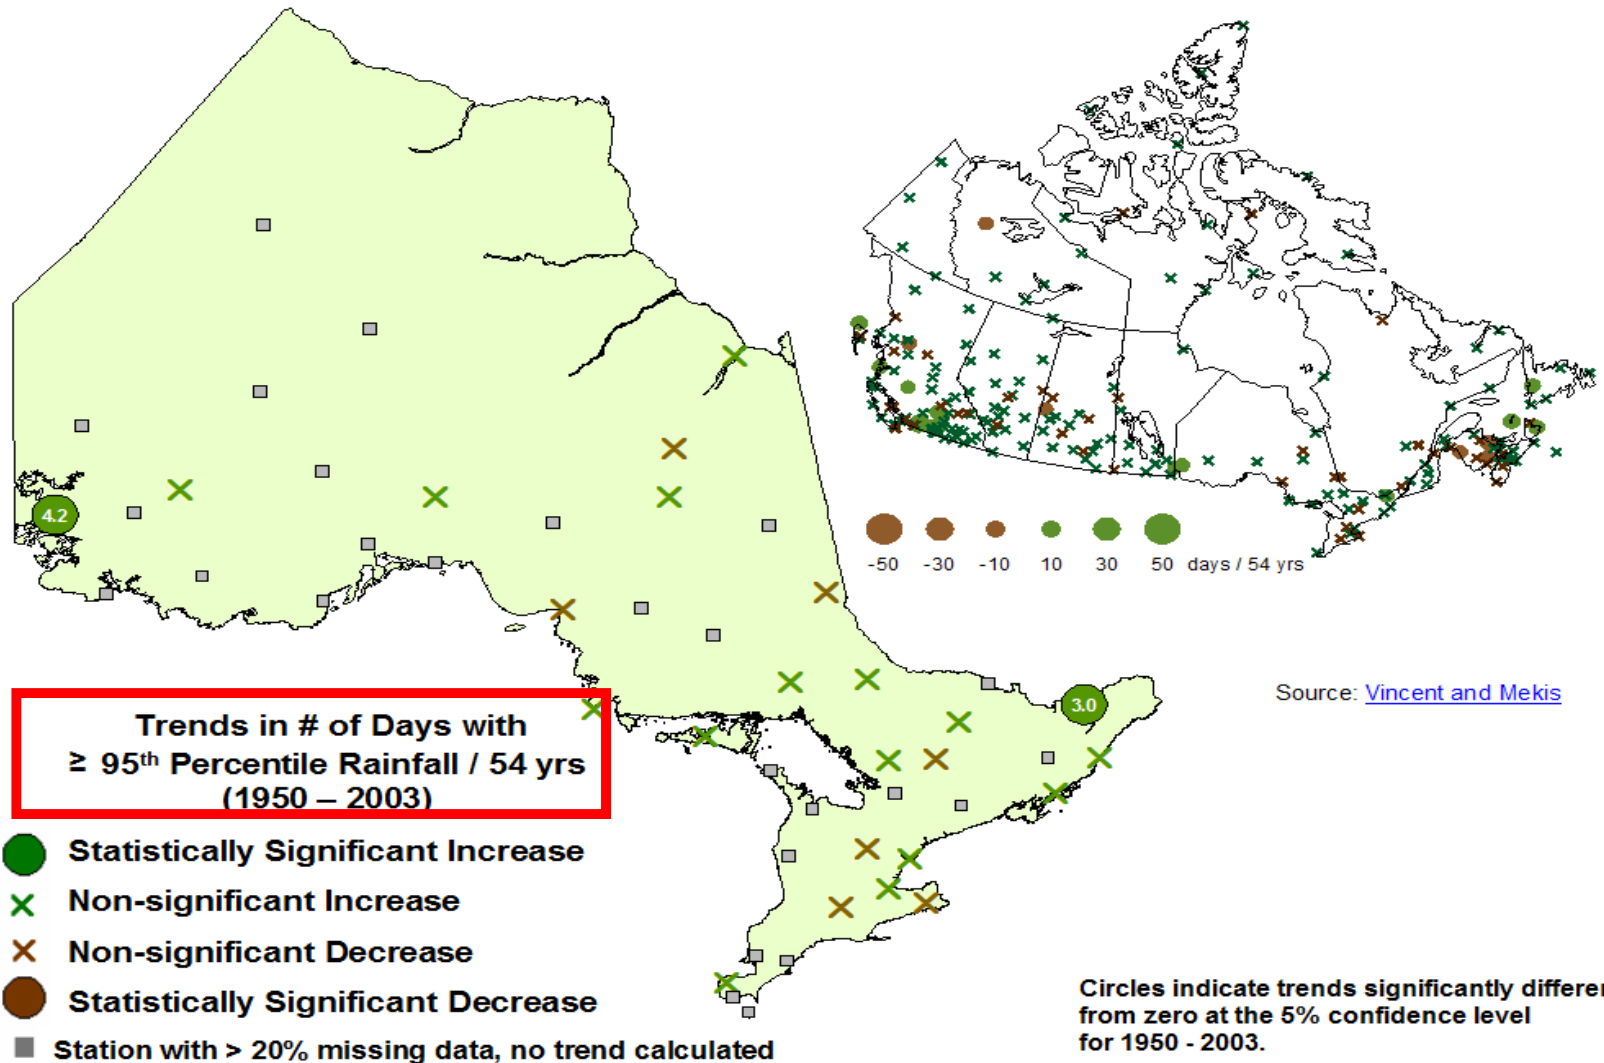 4.2
3.0
-50 -30 -10 10 30 50 days / 54 yrs
Source: Vincent and Mekis
Trends in # of Days with
≥ 95th Percentile Rainfall / 54 yrs
(1950 – 2003)
Statistically Significant Increase
Non-significant Increase
Non-significant Decrease
Statistically Significant Decrease
Station with > 20% missing data, no trend calculated
Circles indicate trends significantly differe
from zero at the 5% confidence level
for 1950 - 2003.